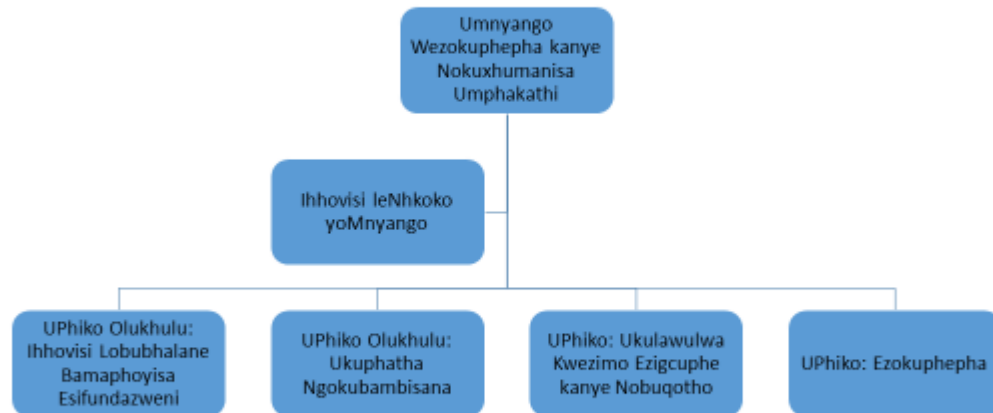 Umnyango
Wezokuphepha kanye
Nokuxhumanisa
Umphakathi
Ihhovisi leNhkoko
yoMnyango
UPhiko Olukhulu:
Ihhovisi Lobubhalane
Bamaphoyisa
Esifundazweni
UPhiko Olukhulu:
Ukuphatha
Ngokubambisana
UPhiko: Ukulawulwa
Kwezimo Ezigcuphe
kanye Nobuqotho
UPhiko: Ezokuphepha